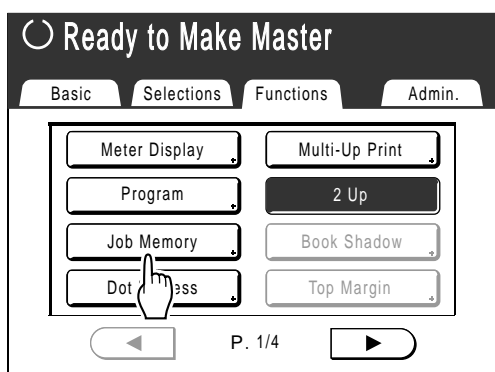 Ready to Make Master
Basic Selections Functions Admin.
Meter Display Multi-Up Print
Program 2 Up
Job Memory Book Shadow
Dot Top Margin
P. 1/4